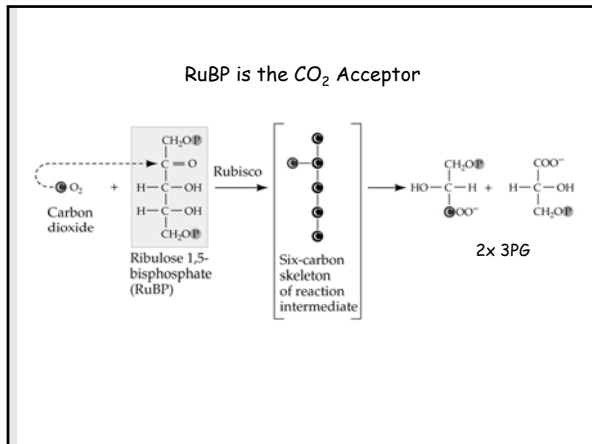 RuBP is the CO₂ Acceptor
CO₂
+
Carbon
dioxide
CH₂OP
C=O
H—C—OH
H—C—OH
CH₂OP
Ribulose 1,5-
bisphosphate
(RuBP)
Rubisco
C
C—C
C
C
C
Six-carbon
skeleton
of reaction
intermediate
CH₂OP
HO—C—H
COO⁻
+
COO⁻
H—C—OH
CH₂OP
2x 3PG